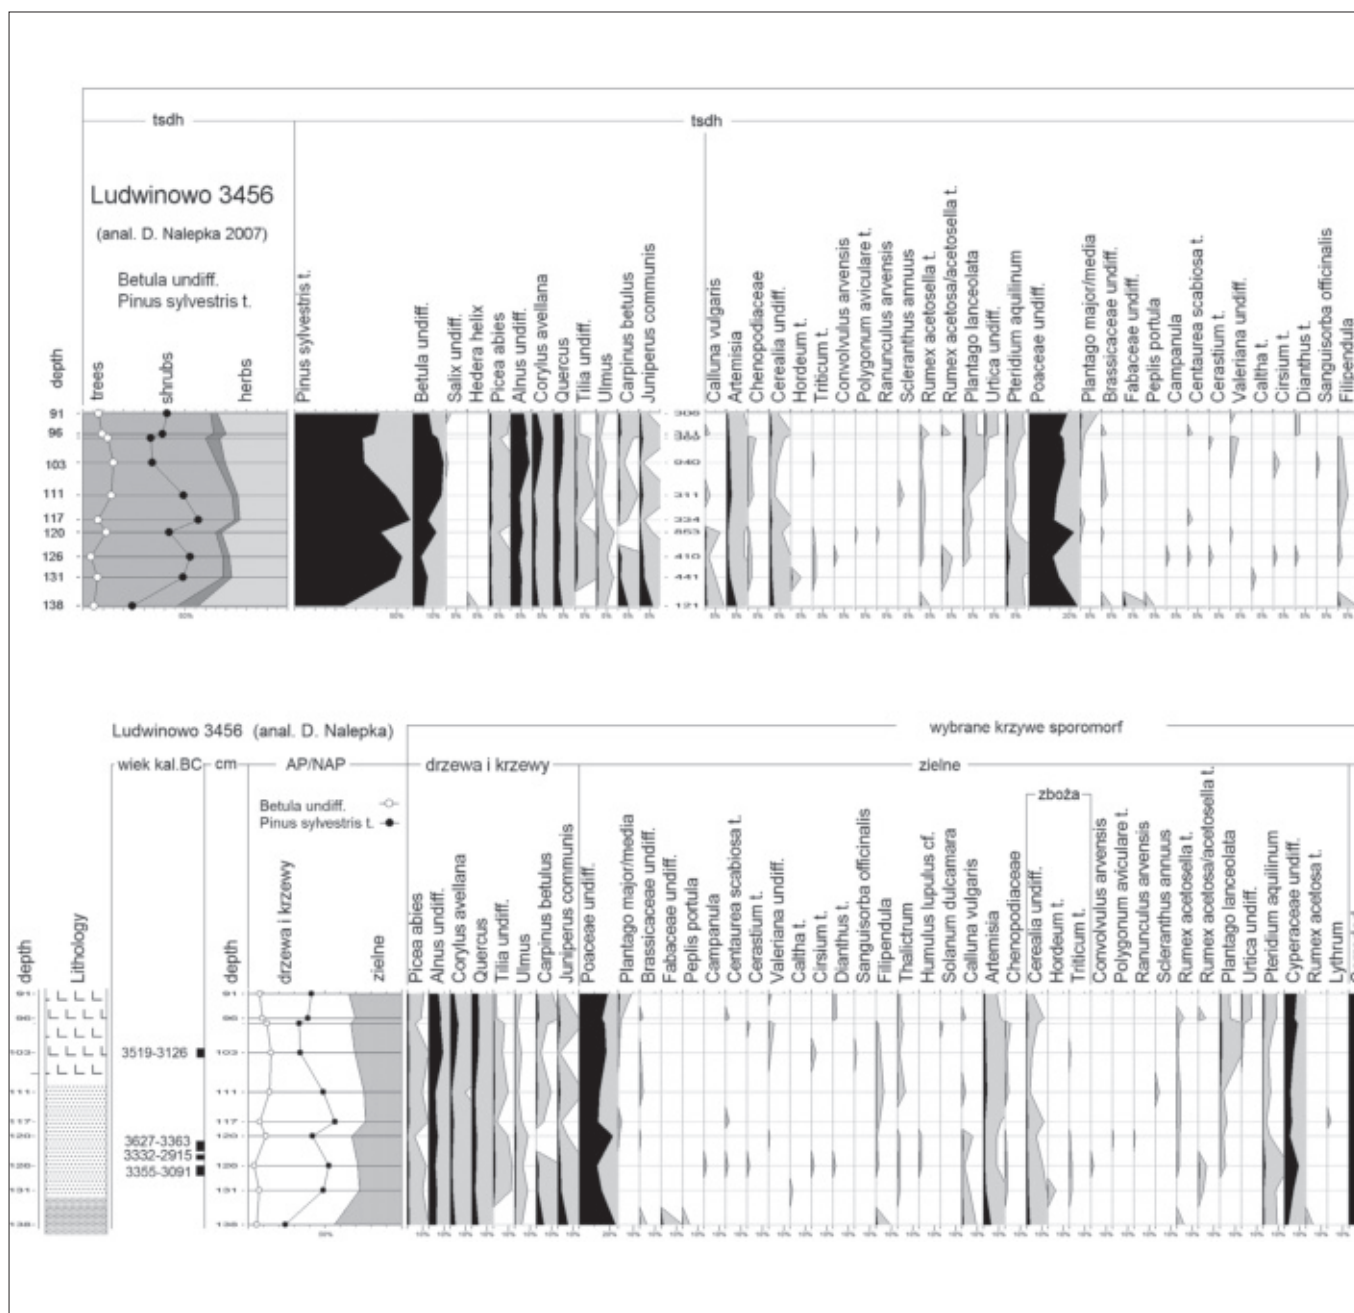 tsdh
tsdh
Ludwinowo 3456
(anal. D. Nalepka 2007)
Betula undiff.
Pinus sylvestris t.
depth
trees
shrubs
herbs
Pinus sylvestris t.
Betula undiff.
Salix undiff.
Hedera helix
Picea abies
Alnus undiff.
Corylus avellana
Quercus
Tilia undiff.
Ulmus
Carpinus betulus
Juniperus communis
Calluna vulgaris
Artemisia
Chenopodiaceae
Cerealia undiff.
Hordeum t.
Triticum t.
Convolvulus arvensis
Polygonum aviculare t.
Ranunculus arvensis
Scleranthus annuus
Rumex acetosella t.
Rumex acetosa/acetosella t.
Plantago lanceolata
Urtica undiff.
Pteridium aquilinum
Poaceae undiff.
Plantago major/media
Brassicaceae undiff.
Fabaceae undiff.
Peplis portula
Campanula
Centaurea scabiosa t.
Cerastium t.
Valeriana undiff.
Caltha t.
Cirsium t.
Dianthus t.
Sanguisorba officinalis
Filipendula
91
96
103
111
117
120
126
131
138
Ludwinowo 3456 (anal. D. Nalepka)
wybrane krzywe sporomorf
wiek kal.BC
cm
AP/NAP
drzewa i krzewy
zielne
zboża
Betula undiff.
Pinus sylvestris t.
depth
Lithology
depth
drzewa i krzewy
zielne
Picea abies
Alnus undiff.
Corylus avellana
Quercus
Tilia undiff.
Ulmus
Carpinus betulus
Juniperus communis
Poaceae undiff.
Plantago major/media
Brassicaceae undiff.
Fabaceae undiff.
Peplis portula
Campanula
Centaurea scabiosa t.
Cerastium t.
Valeriana undiff.
Caltha t.
Cirsium t.
Dianthus t.
Sanguisorba officinalis
Filipendula
Thalictrum
Humulus lupulus cf.
Solanum dulcamara
Calluna vulgaris
Artemisia
Chenopodiaceae
Cerealia undiff.
Hordeum t.
Triticum t.
Convolvulus arvensis
Polygonum aviculare t.
Ranunculus arvensis
Scleranthus annuus
Rumex acetosella t.
Rumex acetosa/acetosella t.
Plantago lanceolata
Urtica undiff.
Pteridium aquilinum
Cyperaceae undiff.
Rumex acetosa t.
Lythrum
3519-3126
3627-3363
3332-2915
3355-3091